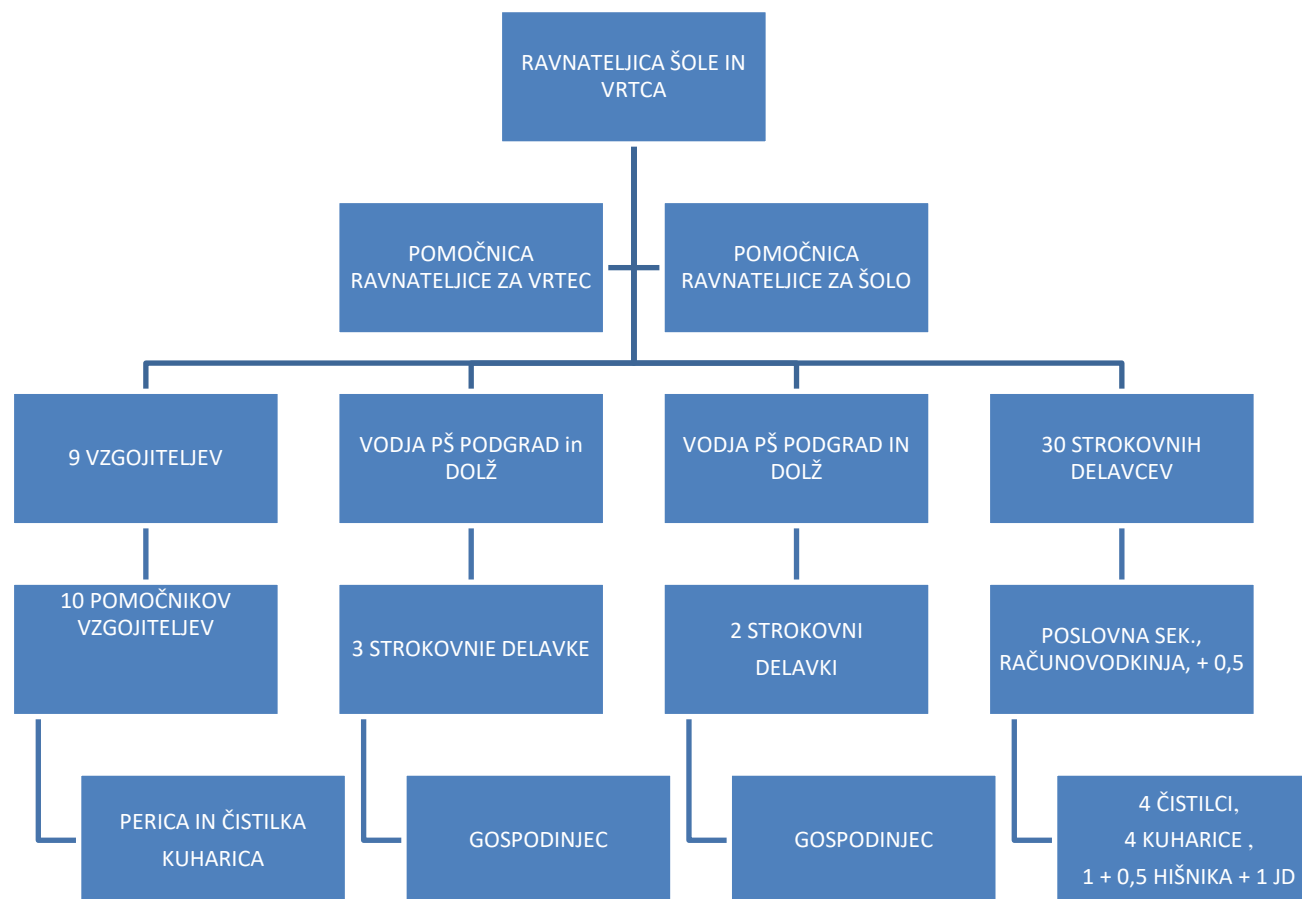 RAVNATELJICA ŠOLE IN
VRTCA
POMOČNICA
RAVNATELJICE ZA VRTEC
POMOČNICA
RAVNATELJICE ZA ŠOLO
9 VZGOJITELJEV
VODJA PŠ PODGRAD in
DOLŽ
VODJA PŠ PODGRAD IN
DOLŽ
30 STROKOVNIH
DELAVCEV
10 POMOČNIKOV
VZGOJITELJEV
3 STROKOVNIE DELAVKE
2 STROKOVNI
DELAVKI
POSLOVNA SEK.,
RAČUNOVODKINJA, + 0,5
PERICA IN ČISTILKA
KUHARICA
GOSPODINJEC
GOSPODINJEC
4 ČISTILCI,
4 KUHARICE ,
1 + 0,5 HIŠNIKA + 1 JD